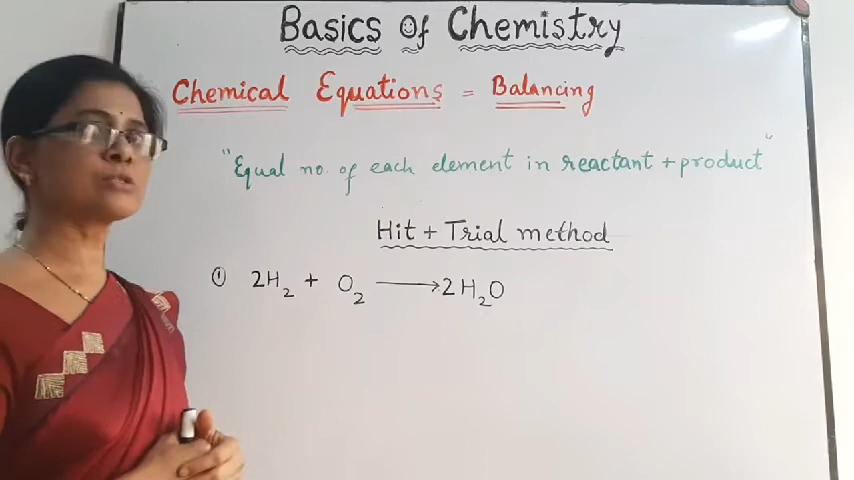 Basics of Chemistry
Chemical Equations = Balancing
"Equal no. of each element in reactant + product"
Hit + Trial method
① 2H₂ + O₂ ⟶ 2H₂O